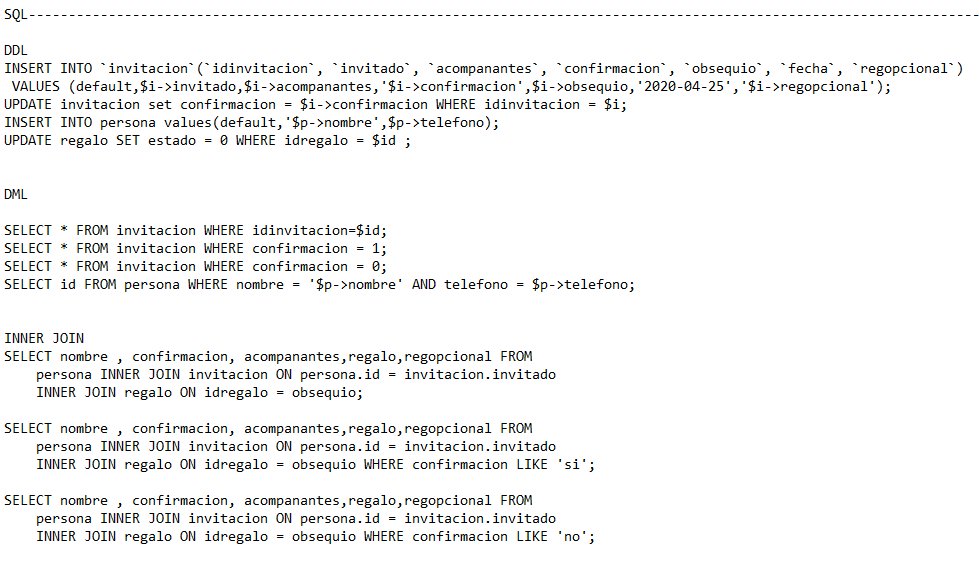 SQL-----------------------------------------------------------------------------------------------------------------------
DDL
INSERT INTO `invitacion`(`idinvitacion`, `invitado`, `acompanantes`, `confirmacion`, `obsequio`, `fecha`, `regopcional`)
 VALUES (default,$i->invitado,$i->acompanantes,'$i->confirmacion',$i->obsequio,'2020-04-25','$i->regopcional');
UPDATE invitacion set confirmacion = $i->confirmacion WHERE idinvitacion = $i;
INSERT INTO persona values(default,'$p->nombre',$p->telefono);
UPDATE regalo SET estado = 0 WHERE idregalo = $id ;
DML
SELECT * FROM invitacion WHERE idinvitacion=$id;
SELECT * FROM invitacion WHERE confirmacion = 1;
SELECT * FROM invitacion WHERE confirmacion = 0;
SELECT id FROM persona WHERE nombre = '$p->nombre' AND telefono = $p->telefono;
INNER JOIN
SELECT nombre , confirmacion, acompanantes,regalo,regopcional FROM
    persona INNER JOIN invitacion ON persona.id = invitacion.invitado
    INNER JOIN regalo ON idregalo = obsequio;
SELECT nombre , confirmacion, acompanantes,regalo,regopcional FROM
    persona INNER JOIN invitacion ON persona.id = invitacion.invitado
    INNER JOIN regalo ON idregalo = obsequio WHERE confirmacion LIKE 'si';
SELECT nombre , confirmacion, acompanantes,regalo,regopcional FROM
    persona INNER JOIN invitacion ON persona.id = invitacion.invitado
    INNER JOIN regalo ON idregalo = obsequio WHERE confirmacion LIKE 'no';